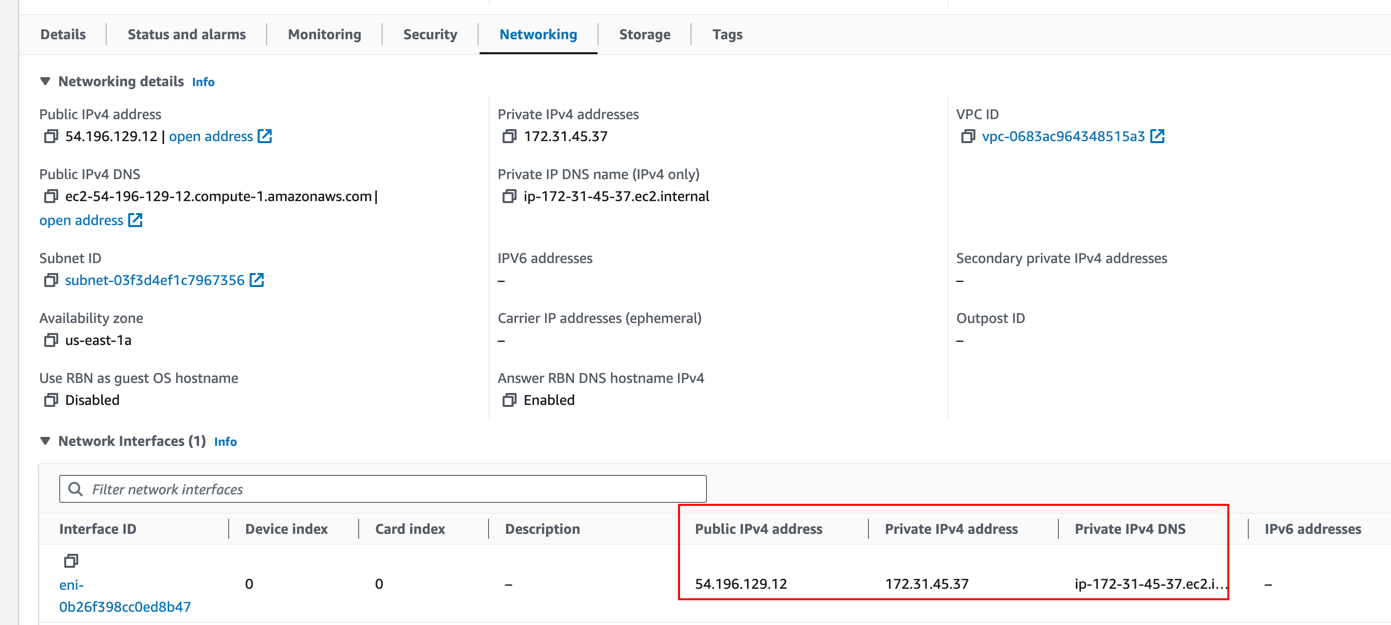 Details Status and alarms Monitoring Security Networking Storage Tags
Networking details Info
Public IPv4 address
54.196.129.12 | open address
Private IPv4 addresses
172.31.45.37
VPC ID
vpc-0683ac964348515a3
Public IPv4 DNS
ec2-54-196-129-12.compute-1.amazonaws.com |
open address
Private IP DNS name (IPv4 only)
ip-172-31-45-37.ec2.internal
Subnet ID
subnet-03f3d4ef1c7967356
IPV6 addresses
–
Secondary private IPv4 addresses
–
Availability zone
us-east-1a
Carrier IP addresses (ephemeral)
–
Outpost ID
–
Use RBN as guest OS hostname
Disabled
Answer RBN DNS hostname IPv4
Enabled
Network Interfaces (1) Info
Filter network interfaces
Interface ID Device index Card index Description Public IPv4 address Private IPv4 address Private IPv4 DNS IPv6 addresses
eni-
0b26f398cc0ed8b47
0 0 – 54.196.129.12 172.31.45.37 ip-172-31-45-37.ec2.i... –